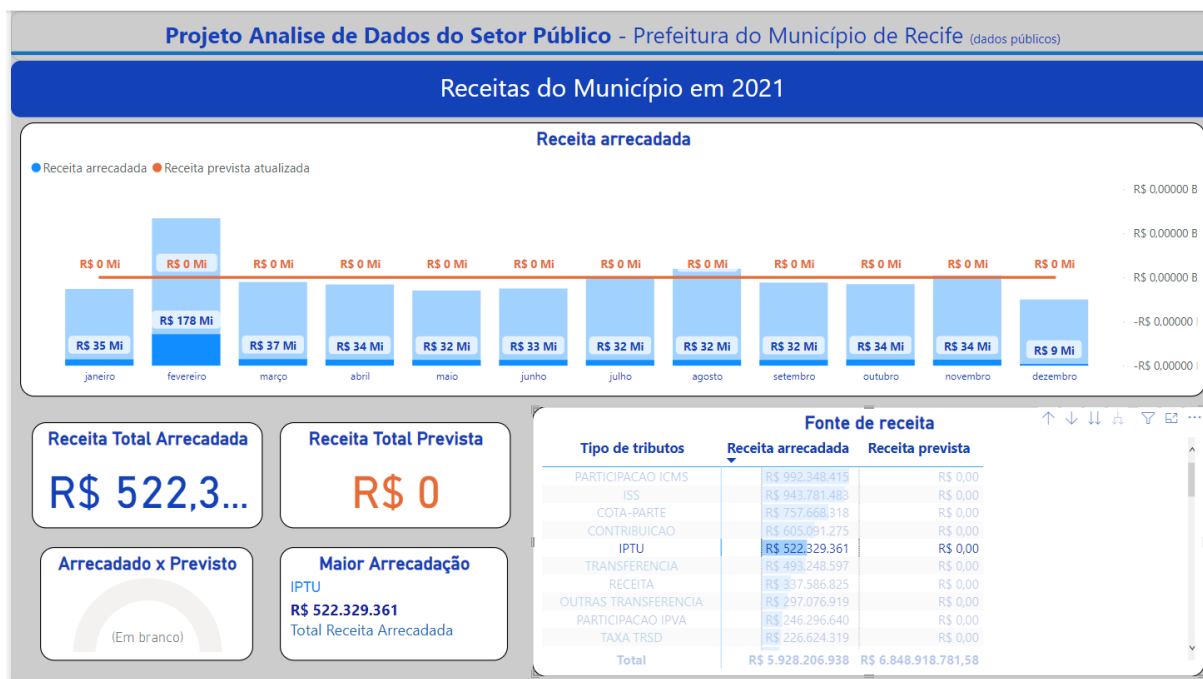 Projeto Analise de Dados do Setor Público - Prefeitura do Município de Recife (dados públicos)
Receitas do Município em 2021
Receita arrecadada
Receita arrecadada Receita prevista atualizada
R$ 0,00000 B
R$ 0,00000 B
R$ 0,00000 B
-R$ 0,00000
-R$ 0,00000
R$ 0 Mi R$ 0 Mi R$ 0 Mi R$ 0 Mi R$ 0 Mi R$ 0 Mi R$ 0 Mi R$ 0 Mi R$ 0 Mi R$ 0 Mi R$ 0 Mi R$ 0 Mi
R$ 35 Mi R$ 178 Mi R$ 37 Mi R$ 34 Mi R$ 32 Mi R$ 33 Mi R$ 32 Mi R$ 32 Mi R$ 32 Mi R$ 34 Mi R$ 34 Mi R$ 9 Mi
janeiro fevereiro março abril maio junho julho agosto setembro outubro novembro dezembro
Receita Total Arrecadada
R$ 522,3...
Receita Total Prevista
R$ 0
Arrecadado x Previsto
(Em branco)
Maior Arrecadação
IPTU
R$ 522.329.361
Total Receita Arrecadada
Fonte de receita
Tipo de tributos Receita arrecadada Receita prevista
PARTICIPACAO ICMS R$ 992.348.415 R$ 0,00
ISS R$ 943.781.483 R$ 0,00
COTA-PARTE R$ 757.668.318 R$ 0,00
CONTRIBUICAO R$ 605.091.275 R$ 0,00
IPTU R$ 522.329.361 R$ 0,00
TRANSFERENCIA R$ 493.248.597 R$ 0,00
RECEITA R$ 337.586.825 R$ 0,00
OUTRAS TRANSFERENCIA R$ 297.076.919 R$ 0,00
PARTICIPACAO IPVA R$ 246.296.640 R$ 0,00
TAXA TRSD R$ 226.624.319 R$ 0,00
Total R$ 5.928.206.938 R$ 6.848.918.781,58